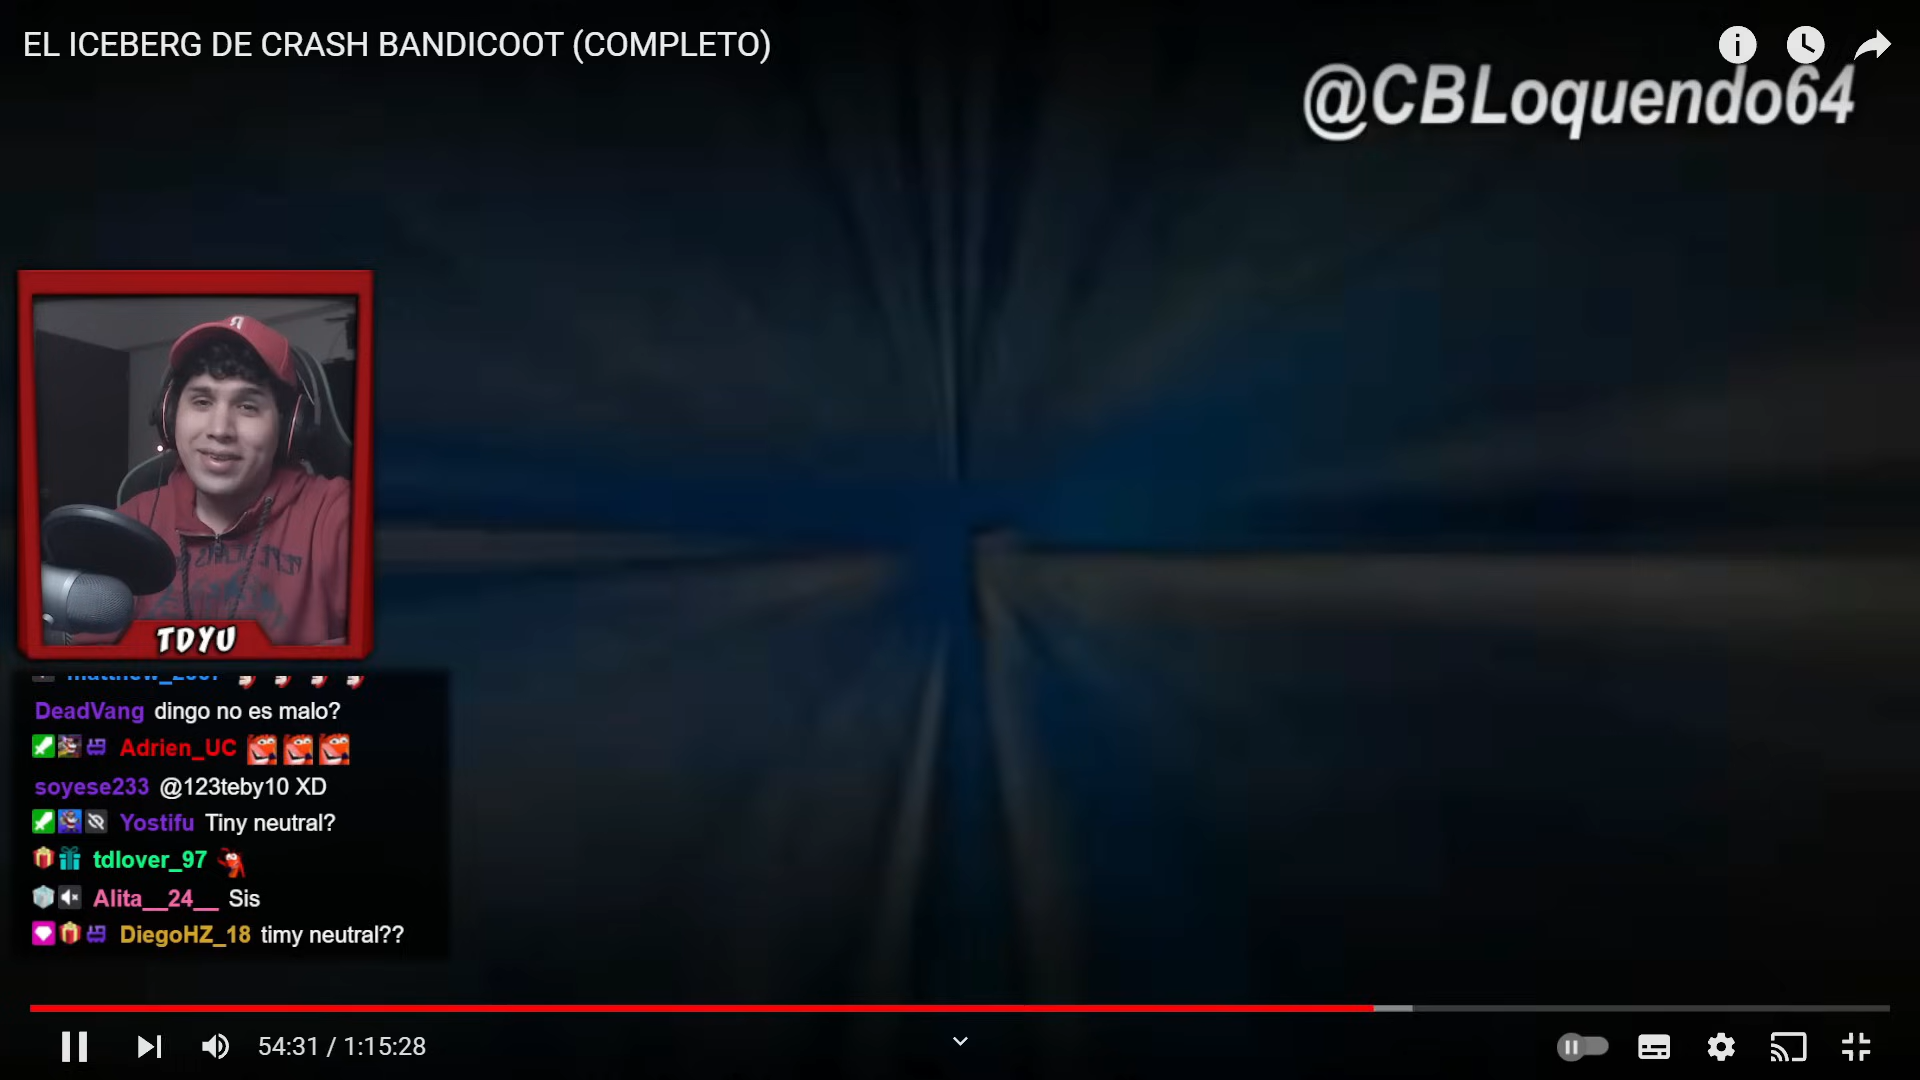 EL ICEBERG DE CRASH BANDICOOT (COMPLETO)
@CBLoquendo64
TDYU
DeadVang dingo no es malo?
Adrien_UC
soyese233 @123teby10 XD
Yostifu Tiny neutral?
tdlover_97
Alita__24__ Sis
DiegoHZ_18 timy neutral??
54:31 / 1:15:28